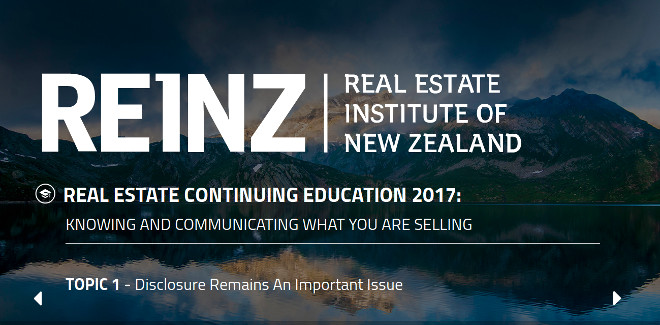 REINZ
REAL ESTATE
INSTITUTE OF
NEW ZEALAND
REAL ESTATE CONTINUING EDUCATION 2017:
KNOWING AND COMMUNICATING WHAT YOU ARE SELLING
TOPIC 1 - Disclosure Remains An Important Issue